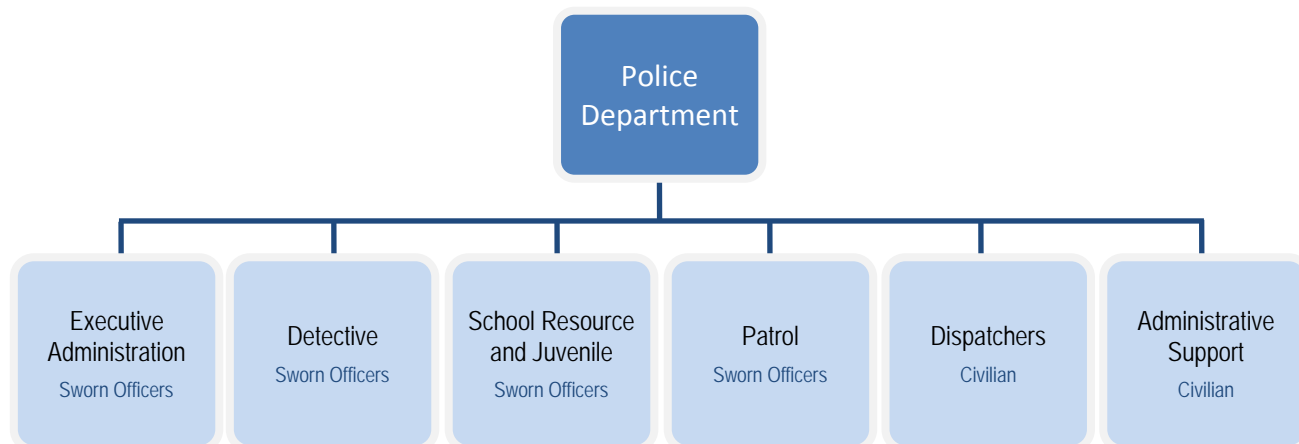 Police
Department
Executive
Administration
Sworn Officers
Detective
Sworn Officers
School Resource
and Juvenile
Sworn Officers
Patrol
Sworn Officers
Dispatchers
Civilian
Administrative
Support
Civilian